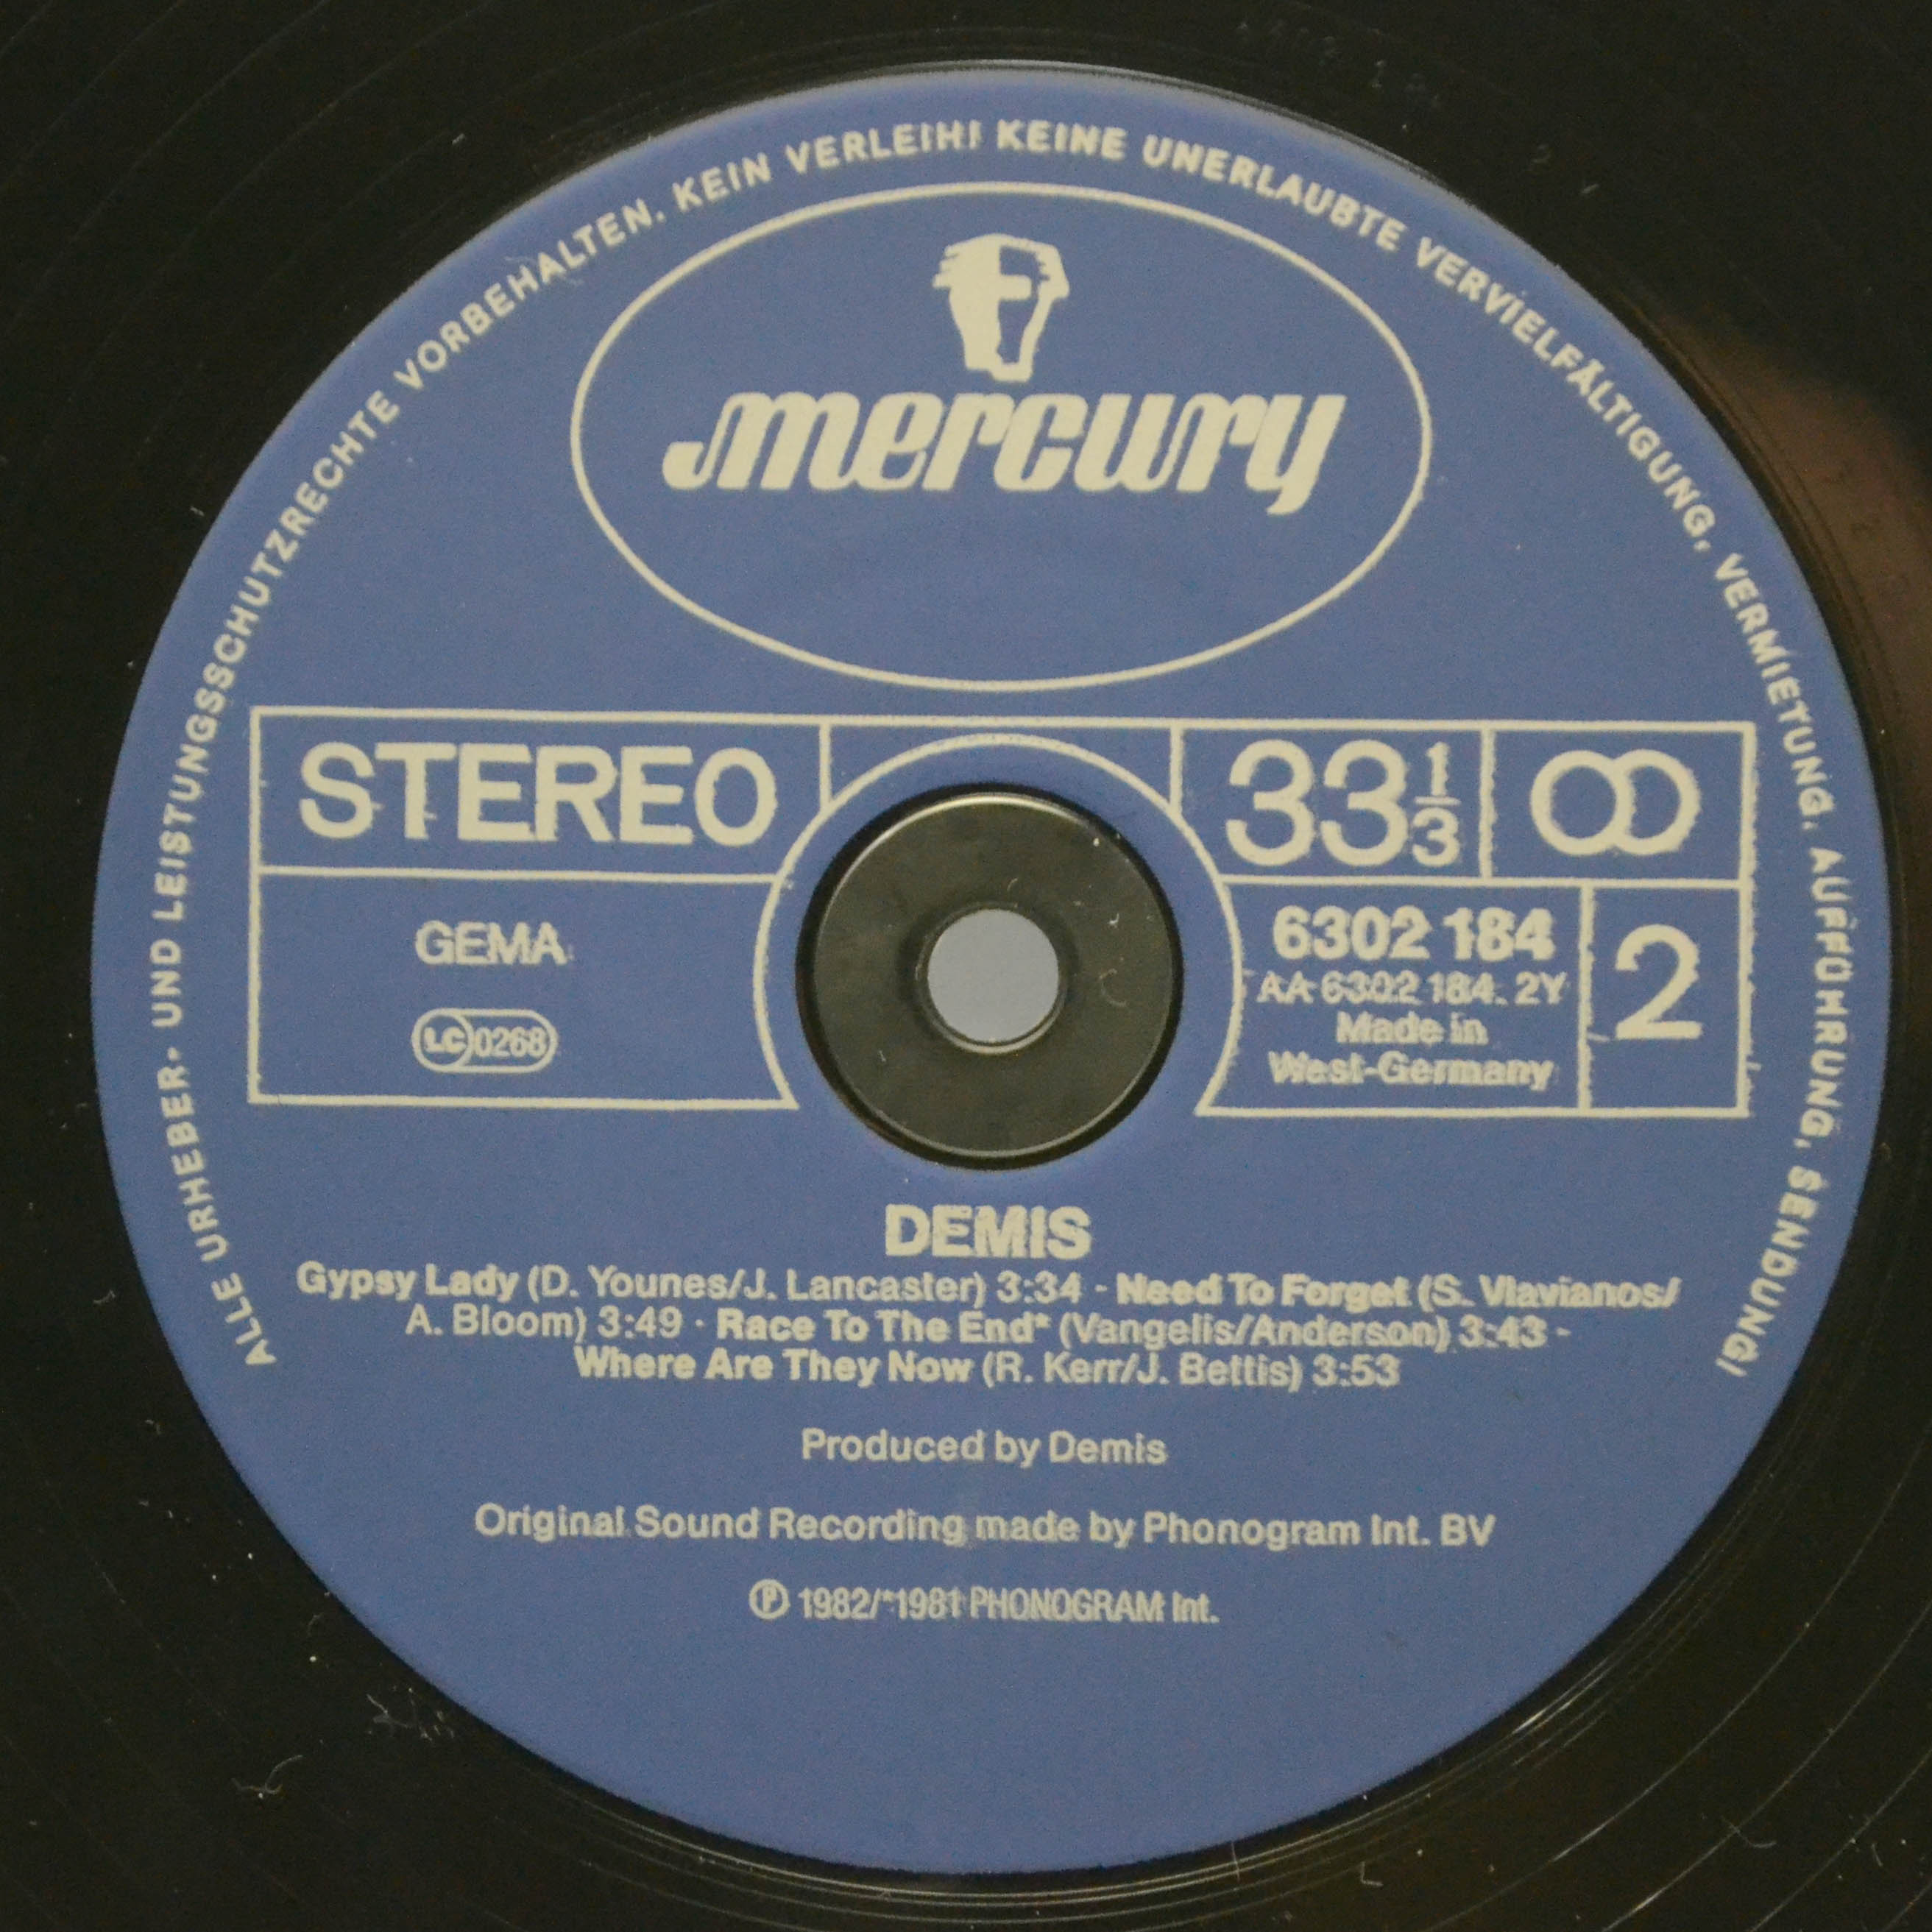 ALLE URHEBER- UND LEISTUNGSSCHUTZRECHTE VORBEHALTEN. KEIN VERLEIH! KEINE UNERLAUBTE VERVIELFÄLTIGUNG, VERMIETUNG, AUFFÜHRUNG, SENDUNG!
mercury
STEREO
33 1/3
GEMA
LC 0268
6302 184
AA 6302 184. 2Y
Made in
West-Germany
2
DEMIS
Gypsy Lady (D. Younes/J. Lancaster) 3:34 · Need To Forget (S. Vlavianos/
A. Bloom) 3:49 · Race To The End* (Vangelis/Anderson) 3:43 ·
Where Are They Now (R. Kerr/J. Bettis) 3:53
Produced by Demis
Original Sound Recording made by Phonogram Int. BV
℗ 1982/*1981 PHONOGRAM Int.